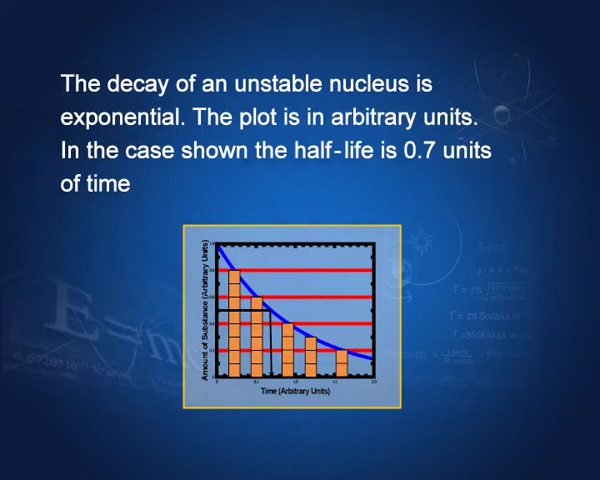 The decay of an unstable nucleus is
exponential. The plot is in arbitrary units.
In the case shown the half-life is 0.7 units
of time
Amount of Substance (Arbitrary Units)
Time (Arbitrary Units)